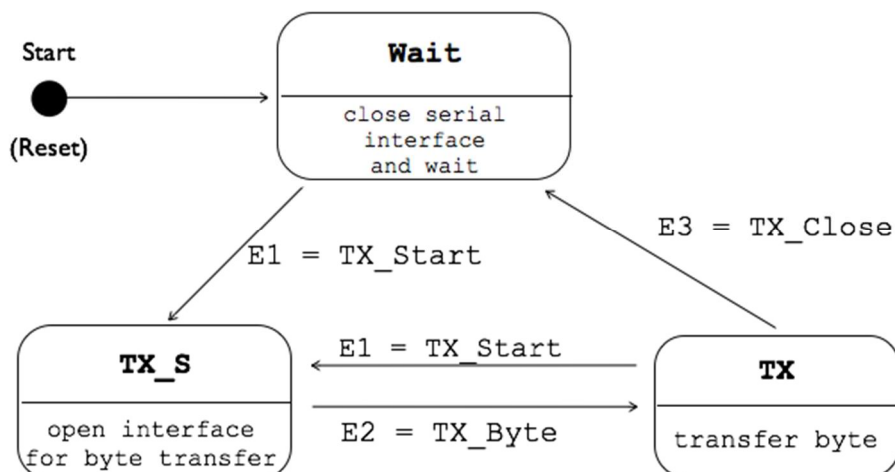 Start
(Reset)
Wait
close serial
interface
and wait
E1 = TX_Start
E3 = TX_Close
TX_S
open interface
for byte transfer
E1 = TX_Start
E2 = TX_Byte
TX
transfer byte